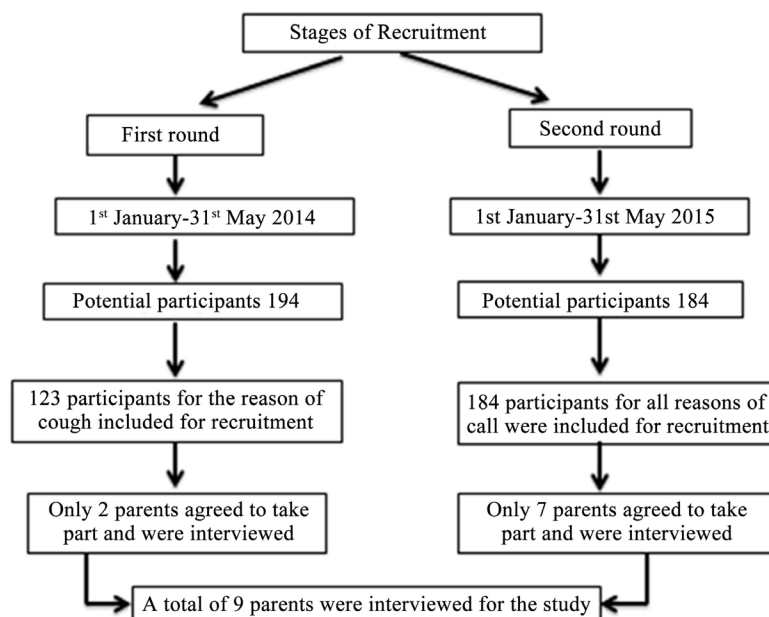 Stages of Recruitment
First round
Second round
1st January-31st May 2014
1st January-31st May 2015
Potential participants 194
Potential participants 184
123 participants for the reason of
cough included for recruitment
184 participants for all reasons of
call were included for recruitment
Only 2 parents agreed to take
part and were interviewed
Only 7 parents agreed to take
part and were interviewed
A total of 9 parents were interviewed for the study